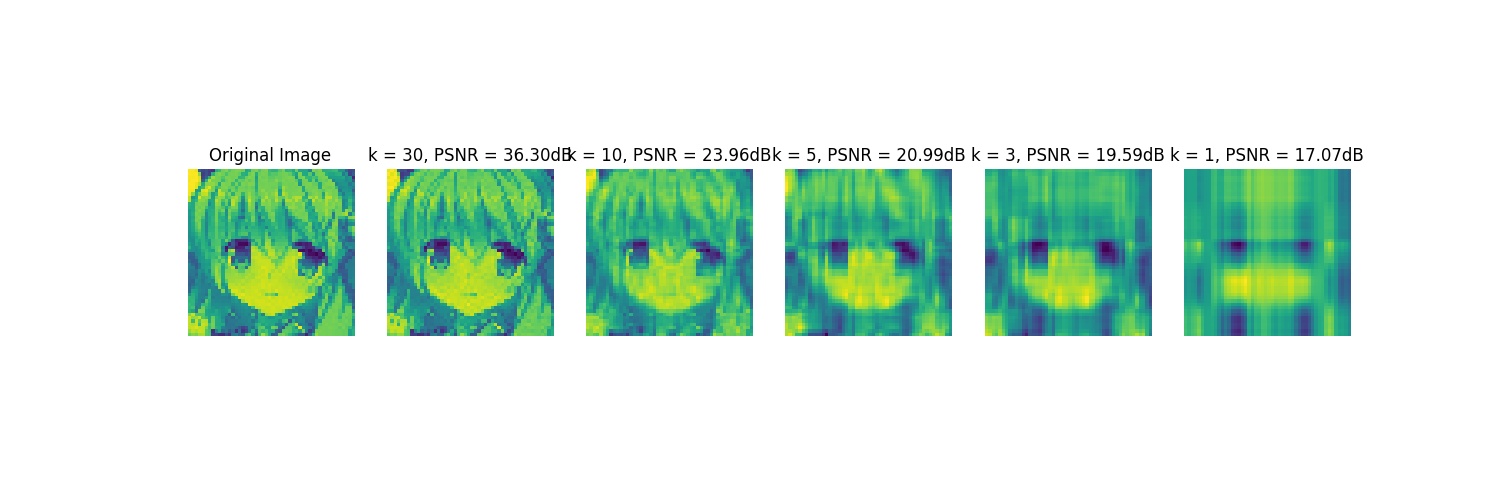 Original Image
k = 30, PSNR = 36.30dB
k = 10, PSNR = 23.96dB
k = 5, PSNR = 20.99dB
k = 3, PSNR = 19.59dB
k = 1, PSNR = 17.07dB